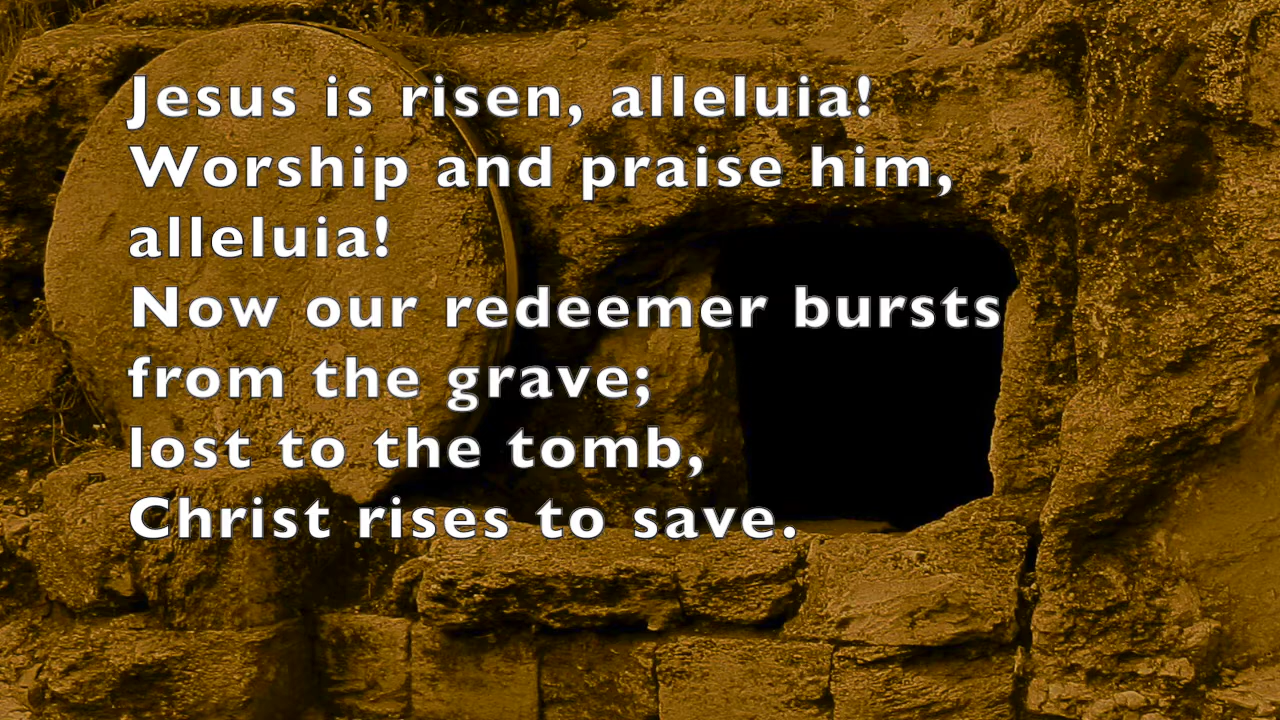 Jesus is risen, alleluia!
Worship and praise him,
alleluia!
Now our redeemer bursts
from the grave;
lost to the tomb,
Christ rises to save.